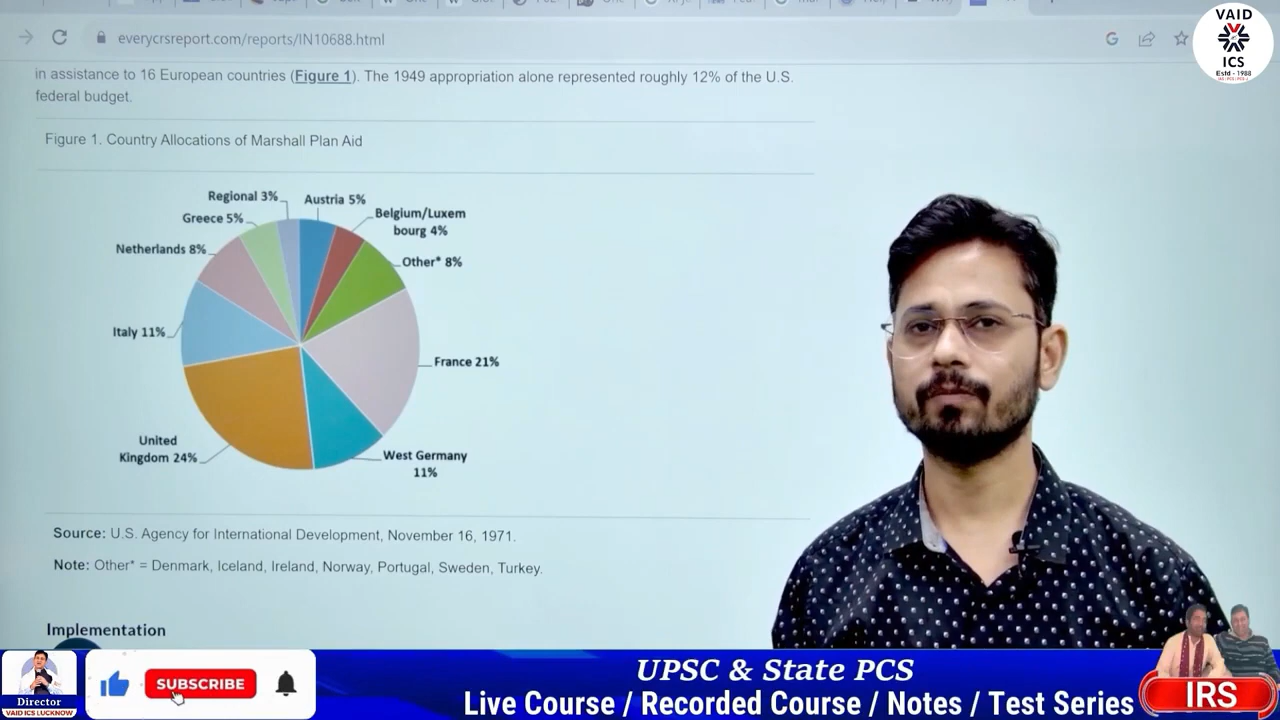 everycrsreport.com/reports/IN10688.html
VAID
ICS
Estd - 1988
in assistance to 16 European countries (Figure 1). The 1949 appropriation alone represented roughly 12% of the U.S.
federal budget.
Figure 1. Country Allocations of Marshall Plan Aid
Regional 3%
Austria 5%
Greece 5%
Belgium/Luxem
bourg 4%
Netherlands 8%
Other* 8%
Italy 11%
France 21%
United
Kingdom 24%
West Germany
11%
Source: U.S. Agency for International Development, November 16, 1971.
Note: Other* = Denmark, Iceland, Ireland, Norway, Portugal, Sweden, Turkey.
Implementation
Director
VAID ICS LUCKNOW
SUBSCRIBE
UPSC & State PCS
Live Course / Recorded Course / Notes / Test Series
IRS